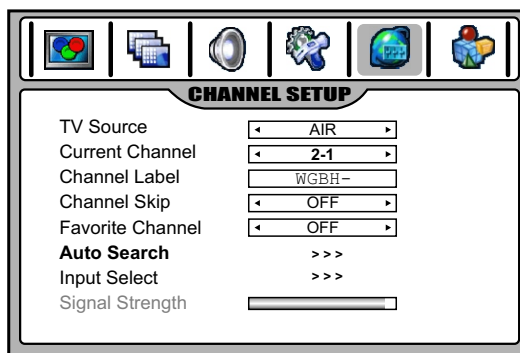 CHANNEL SETUP
TV Source AIR
Current Channel 2-1
Channel Label WGBH-
Channel Skip OFF
Favorite Channel OFF
Auto Search >>>
Input Select >>>
Signal Strength